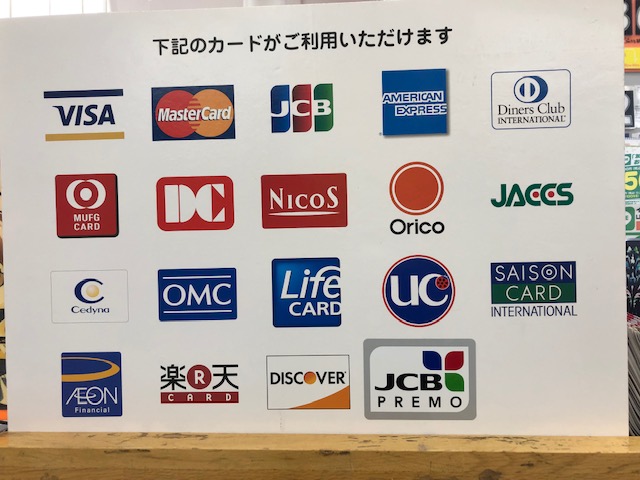 下記のカードがご利用いただけます
VISA
MasterCard
JCB
AMERICAN
EXPRESS
Diners Club
INTERNATIONAL
MUFG
CARD
DC
NICOS
Orico
JACCS
Cedyna
OMC
Life
CARD
UC
SAISON
CARD
INTERNATIONAL
ÆON
Financial
楽R天
CARD
DISCOVER
JCB
PREMO